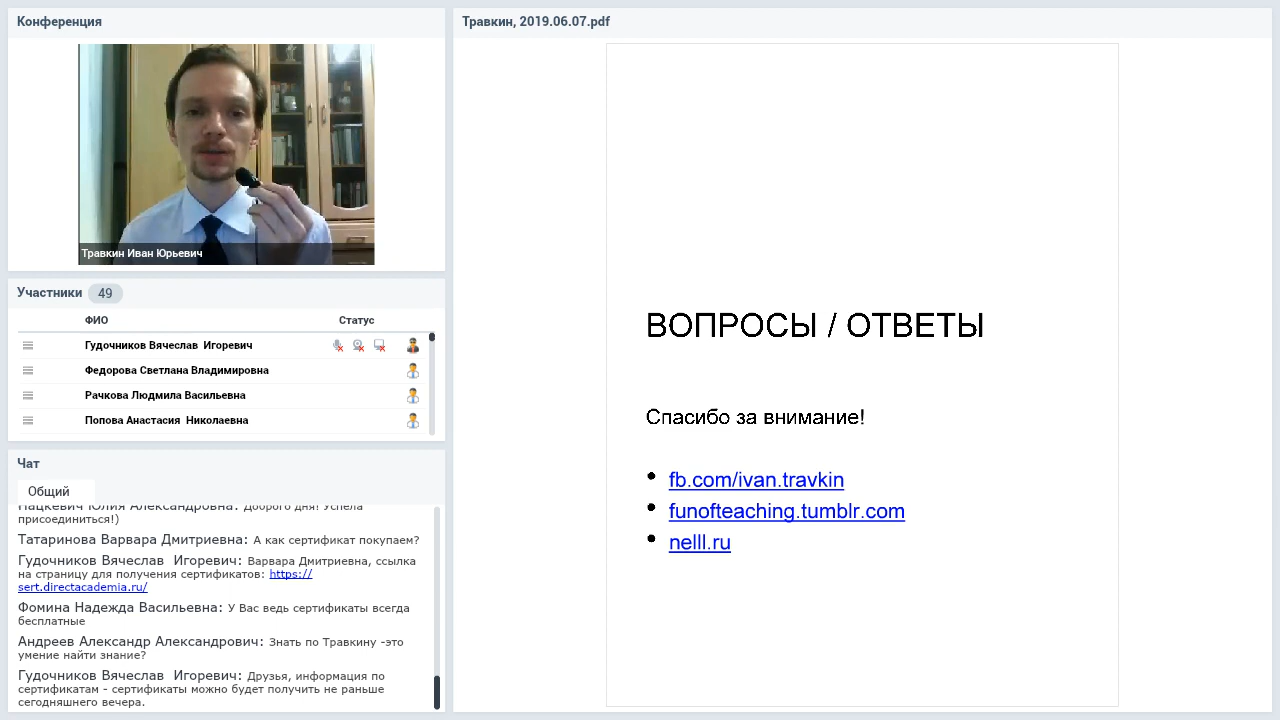 Конференция
Травкин Иван Юрьевич
Участники 49
ФИО Статус
Гудочников Вячеслав Игоревич
Федорова Светлана Владимировна
Рачкова Людмила Васильевна
Попова Анастасия Николаевна
Чат
Общий
Нацкевич Юлия Александровна: Доброго дня! Успела
присоединиться!)
Татаринова Варвара Дмитриевна: А как сертификат покупаем?
Гудочников Вячеслав Игоревич: Варвара Дмитриевна, ссылка
на страницу для получения сертификатов: https://
sert.directacademia.ru/
Фомина Надежда Васильевна: У Вас ведь сертификаты всегда
бесплатные
Андреев Александр Александрович: Знать по Травкину -это
умение найти знание?
Гудочников Вячеслав Игоревич: Друзья, информация по
сертификатам - сертификаты можно будет получить не раньше
сегодняшнего вечера.
Травкин, 2019.06.07.pdf
ВОПРОСЫ / ОТВЕТЫ
Спасибо за внимание!
• fb.com/ivan.travkin
• funofteaching.tumblr.com
• nelll.ru